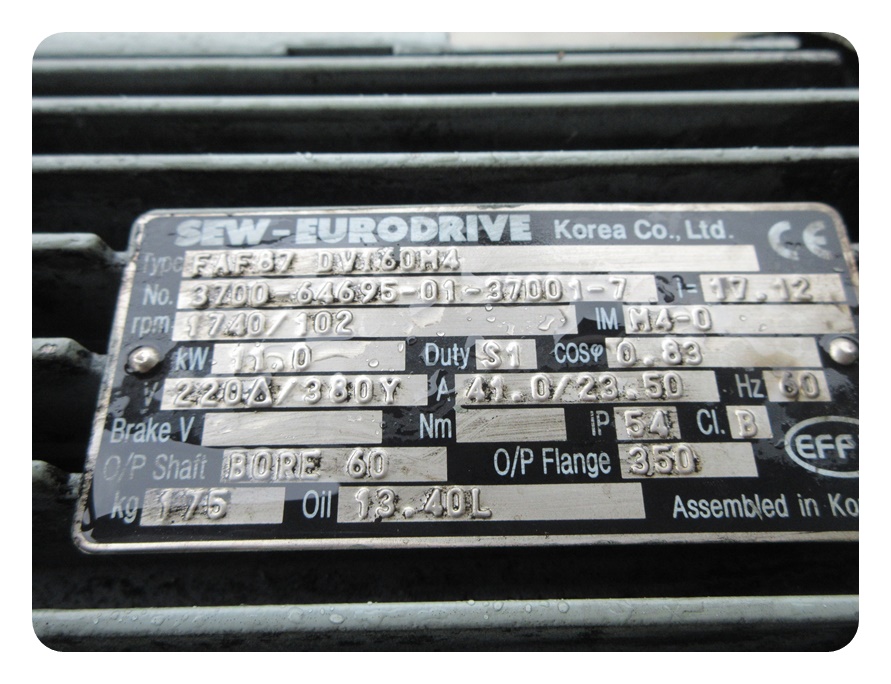 SEW-EURODRIVE Korea Co., Ltd. CE
Type FAF87 DV160M4
No. 3700 64695-01-37001-7 i= 17.12
rpm 1740/102 IM M4-0
kW 11.0 Duty S1 cosφ 0.83
V 220Δ/380Y A 41.0/23.50 Hz 60
Brake V Nm IP 54 Cl. B
O/P Shaft BORE 60 O/P Flange 350 EFF
kg 175 Oil 13.40L Assembled in Ko